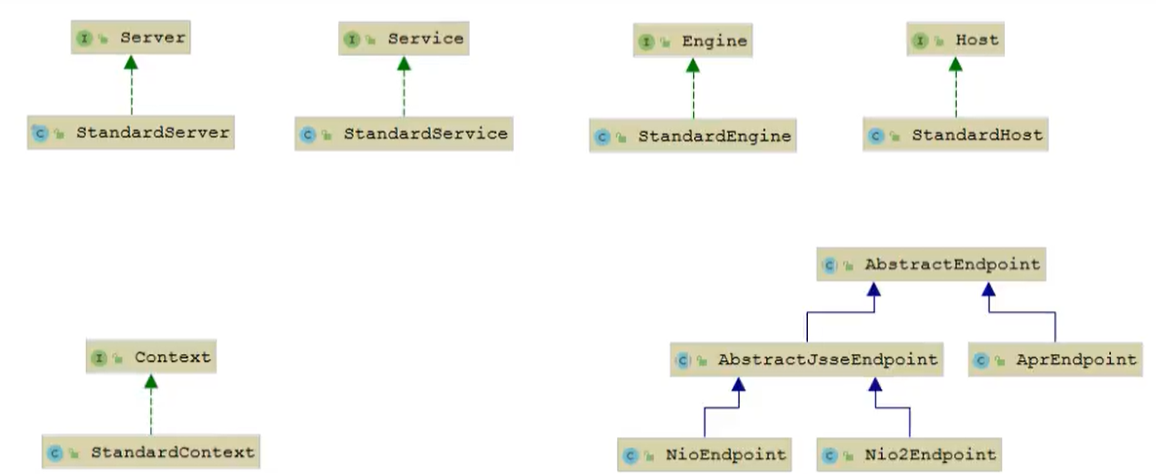 Server
Service
Engine
Host
StandardServer
StandardService
StandardEngine
StandardHost
AbstractEndpoint
Context
AbstractJsseEndpoint
AprEndpoint
StandardContext
NioEndpoint
Nio2Endpoint